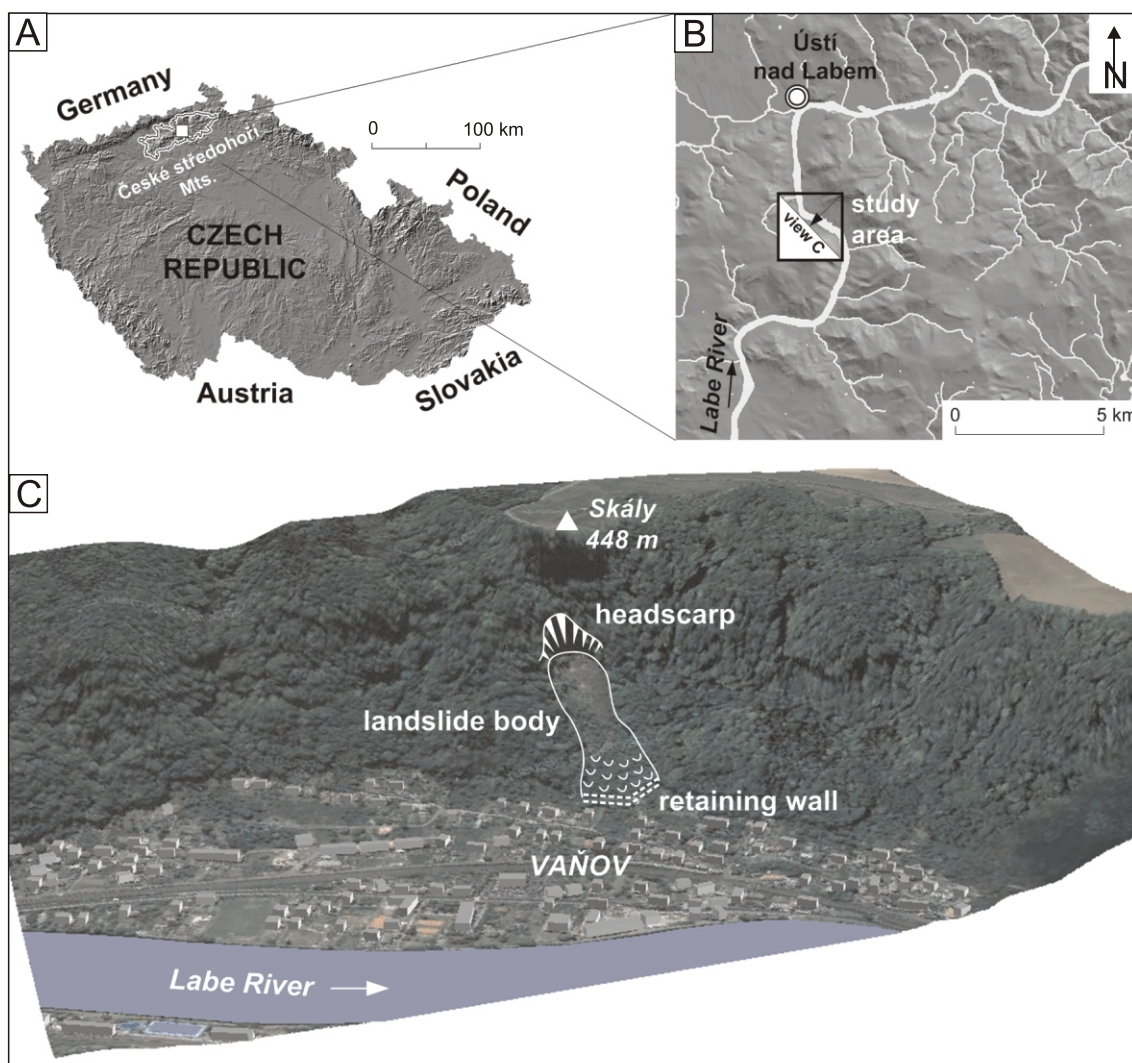 A
Germany
0 100 km
České středohoří
Mts.
Poland
CZECH
REPUBLIC
Austria
Slovakia
B
Ústí
nad Labem
N
study
area
view C
Labe River
0 5 km
C
Skály
448 m
headscarp
landslide body
retaining wall
VAŇOV
Labe River